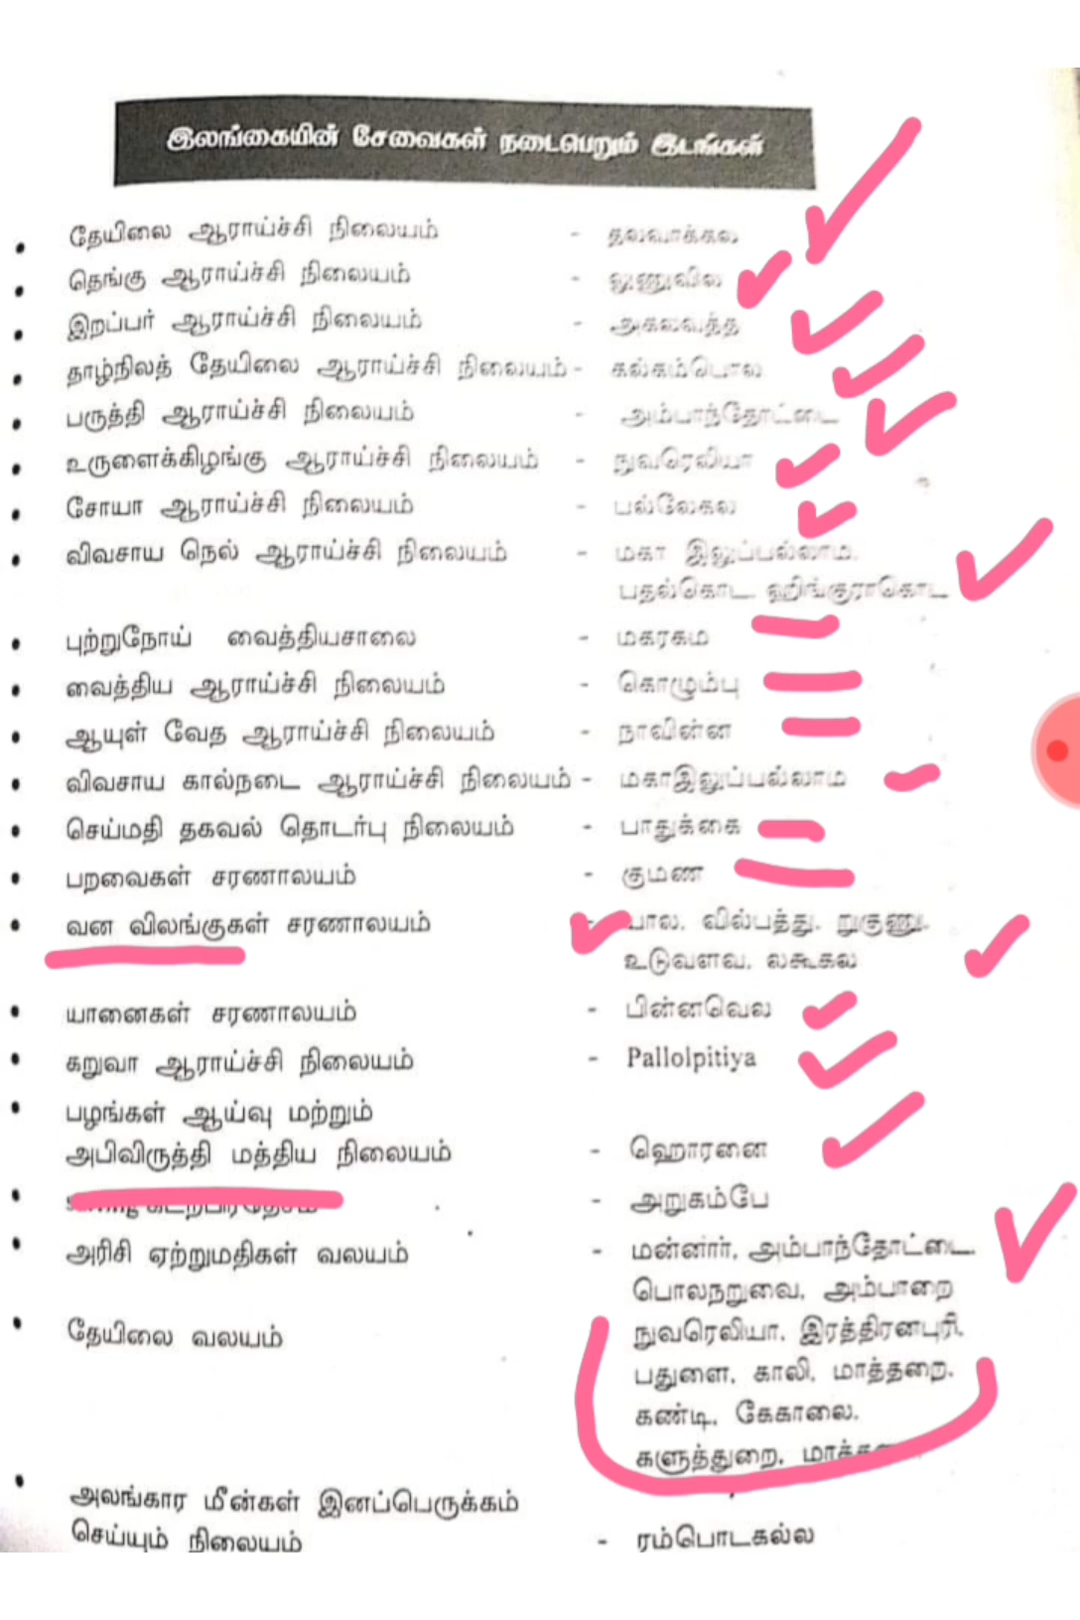 இலங்கையின் சேவைகள் நடைபெறும் இடங்கள்
• தேயிலை ஆராய்ச்சி நிலையம் - தலவாக்கல
• தெங்கு ஆராய்ச்சி நிலையம் - லுணுவில
• இறப்பர் ஆராய்ச்சி நிலையம் - அகலவத்த
• தாழ்நிலத் தேயிலை ஆராய்ச்சி நிலையம் - கல்கம்பொல
• பருத்தி ஆராய்ச்சி நிலையம் - அம்பாந்தோட்டை
• உருளைக்கிழங்கு ஆராய்ச்சி நிலையம் - நுவரெலியா
• சோயா ஆராய்ச்சி நிலையம் - பல்லேகல
• விவசாய நெல் ஆராய்ச்சி நிலையம் - மகா இலுப்பல்லாம,
பதல்கொட, ஹிங்குராகொட
• புற்றுநோய் வைத்தியசாலை - மகரகம
• வைத்திய ஆராய்ச்சி நிலையம் - கொழும்பு
• ஆயுள் வேத ஆராய்ச்சி நிலையம் - நாவின்ன
• விவசாய கால்நடை ஆராய்ச்சி நிலையம் - மகாஇலுப்பல்லாம
• செய்மதி தகவல் தொடர்பு நிலையம் - பாதுக்கை
• பறவைகள் சரணாலயம் - குமண
• வன விலங்குகள் சரணாலயம் - யால, வில்பத்து, றுகுணு,
உடுவளவ, லகூகல
• யானைகள் சரணாலயம் - பின்னவெல
• கறுவா ஆராய்ச்சி நிலையம் - Pallolpitiya
• பழங்கள் ஆய்வு மற்றும்
அபிவிருத்தி மத்திய நிலையம் - ஹொரனை
• - அறுகம்பே
• அரிசி ஏற்றுமதிகள் வலயம் - மன்னார், அம்பாந்தோட்டை,
பொலநறுவை, அம்பாறை
• தேயிலை வலயம் நுவரெலியா, இரத்திரனபுரி,
பதுளை, காலி, மாத்தறை,
கண்டி, கேகாலை,
களுத்துறை,
• அலங்கார மீன்கள் இனப்பெருக்கம்
செய்யும் நிலையம் - ரம்பொடகல்ல